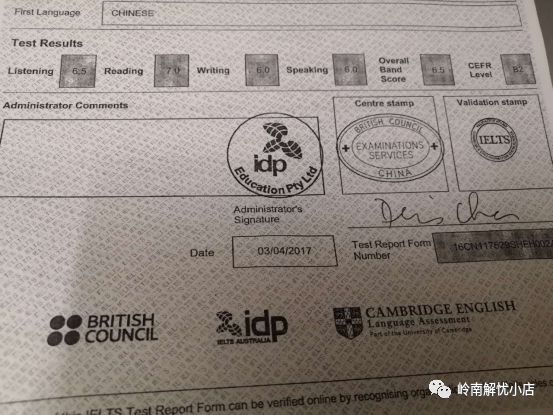 First Language
CHINESE
Test Results
Listening 6.5 Reading 7.0 Writing 6.0 Speaking 6.0 Overall Band Score 6.5 CEFR Level B2
Administrator Comments
Centre stamp
Validation stamp
idp
Education Pty Ltd
BRITISH COUNCIL
EXAMINATIONS
SERVICES
CHINA
IELTS
Administrator's
Signature
Date
03/04/2017
Test Report Form
Number
BRITISH
COUNCIL
idp
IELTS AUSTRALIA
CAMBRIDGE ENGLISH
Language Assessment
Part of the University of Cambridge
IELTS Test Report Form can be verified online by recognising
岭南解忧小店